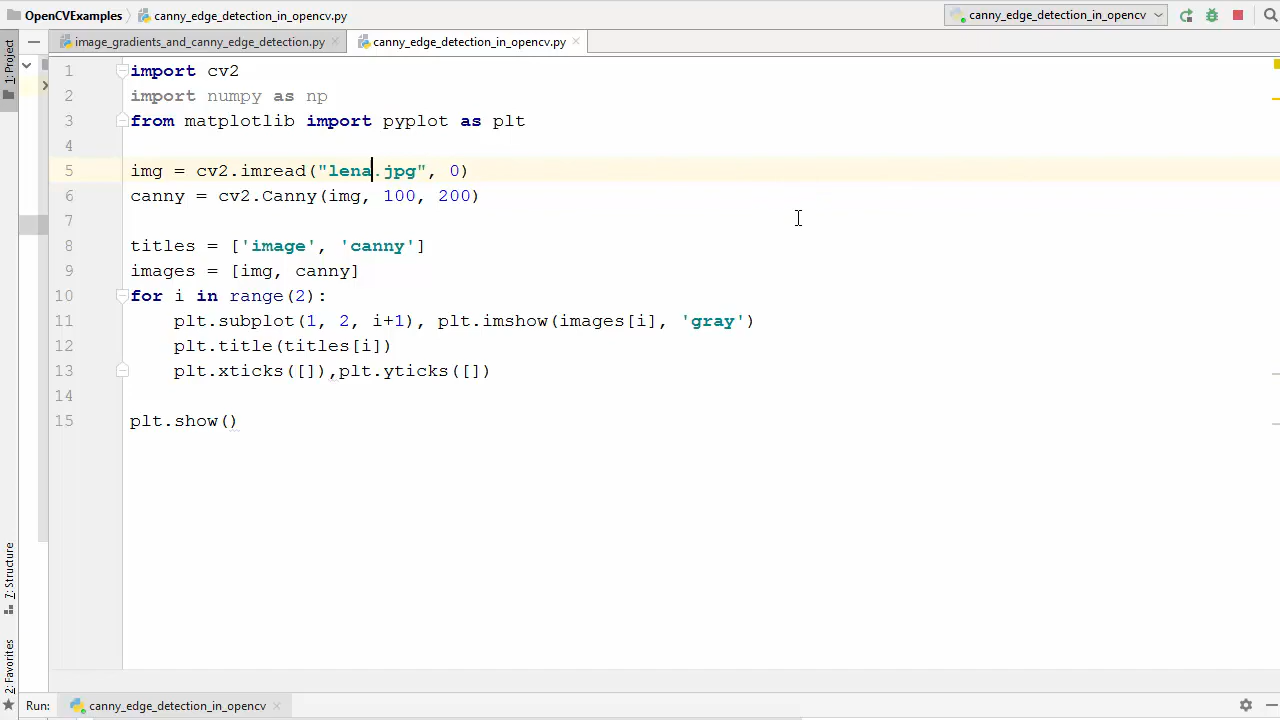 OpenCVExamples canny_edge_detection_in_opencv.py canny_edge_detection_in_opencv
1: Project
image_gradients_and_canny_edge_detection.py canny_edge_detection_in_opencv.py
1 import cv2
2 import numpy as np
3 from matplotlib import pyplot as plt
4
5 img = cv2.imread("lena.jpg", 0)
6 canny = cv2.Canny(img, 100, 200)
7
8 titles = ['image', 'canny']
9 images = [img, canny]
10 for i in range(2):
11 plt.subplot(1, 2, i+1), plt.imshow(images[i], 'gray')
12 plt.title(titles[i])
13 plt.xticks([]),plt.yticks([])
14
15 plt.show()
7: Structure
2: Favorites
Run: canny_edge_detection_in_opencv